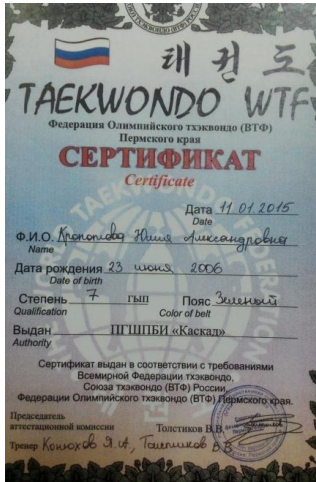 태권도
TAEKWONDO WTF
Федерация Олимпийского тхэквондо (ВТФ)
Пермского края
СЕРТИФИКАТ
Certificate
Дата 11.01.2015
Date
Ф.И.О. Юлия Александровна
Name
Дата рождения 23 июня 2006
Date of birth
Степень 7 гып Пояс Зеленый
Qualification Color of belt
Выдан ПГШПБИ «Каскад»
Authority
Сертификат выдан в соответствии с требованиями
Всемирной Федерации тхэквондо,
Союза тхэквондо (ВТФ) России,
Федерации Олимпийского тхэквондо (ВТФ) Пермского края.
Председатель
аттестационной комиссии Толстиков В.В.
Тренер Конюхов Я.И., В.В.
TAEKWONDO FEDERATION